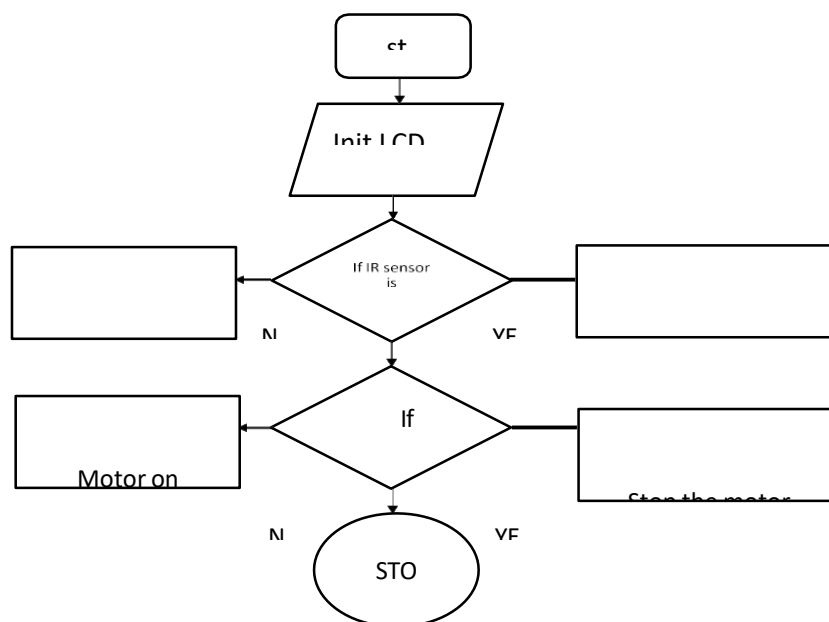 st
Init LCD
If IR sensor
is
N
YE
If
Motor on
Stop the motor
N
YE
STO